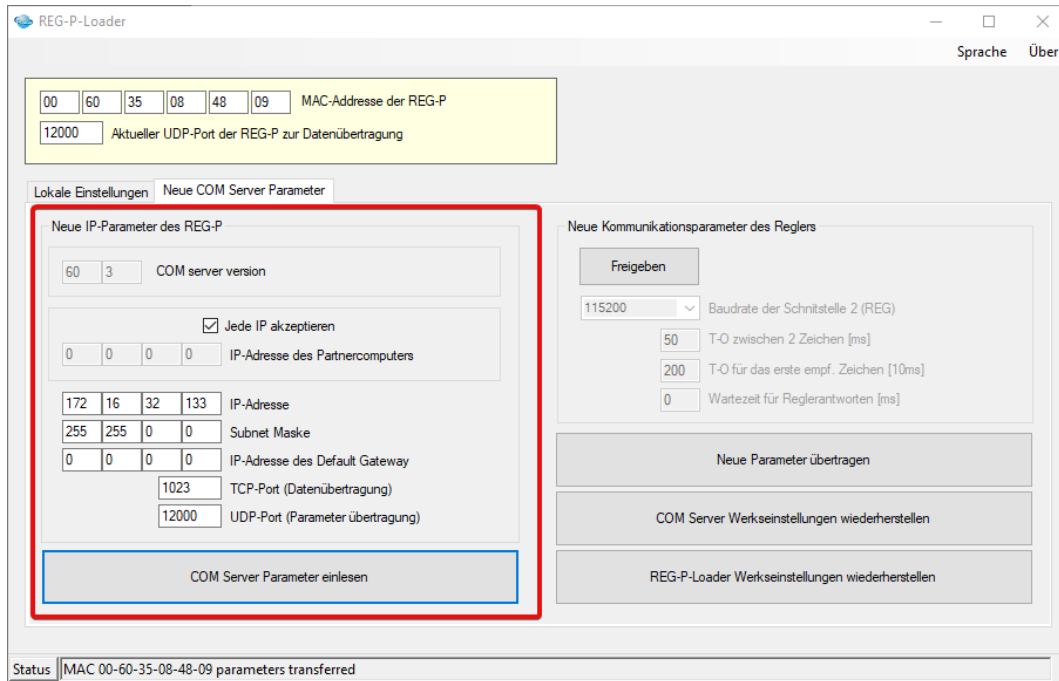 REG-P-Loader
Sprache Über
00 60 35 08 48 09 MAC-Addresse der REG-P
12000 Aktueller UDP-Port der REG-P zur Datenübertragung
Lokale Einstellungen Neue COM Server Parameter
Neue IP-Parameter des REG-P
60 3 COM server version
Jede IP akzeptieren
0 0 0 0 IP-Adresse des Partnercomputers
172 16 32 133 IP-Adresse
255 255 0 0 Subnet Maske
0 0 0 0 IP-Adresse des Default Gateway
1023 TCP-Port (Datenübertragung)
12000 UDP-Port (Parameter übertragung)
COM Server Parameter einlesen
Neue Kommunikationsparameter des Reglers
Freigeben
115200 Baudrate der Schnitstelle 2 (REG)
50 T-O zwischen 2 Zeichen [ms]
200 T-O für das erste empf. Zeichen [10ms]
0 Wartezeit für Reglerantworten [ms]
Neue Parameter übertragen
COM Server Werkseinstellungen wiederherstellen
REG-P-Loader Werkseinstellungen wiederherstellen
Status MAC 00-60-35-08-48-09 parameters transferred